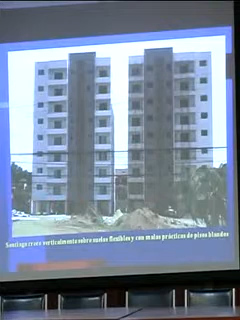 Santiago crece verticalmente sobre suelos flexibles y con malas prácticas de pisos blandos